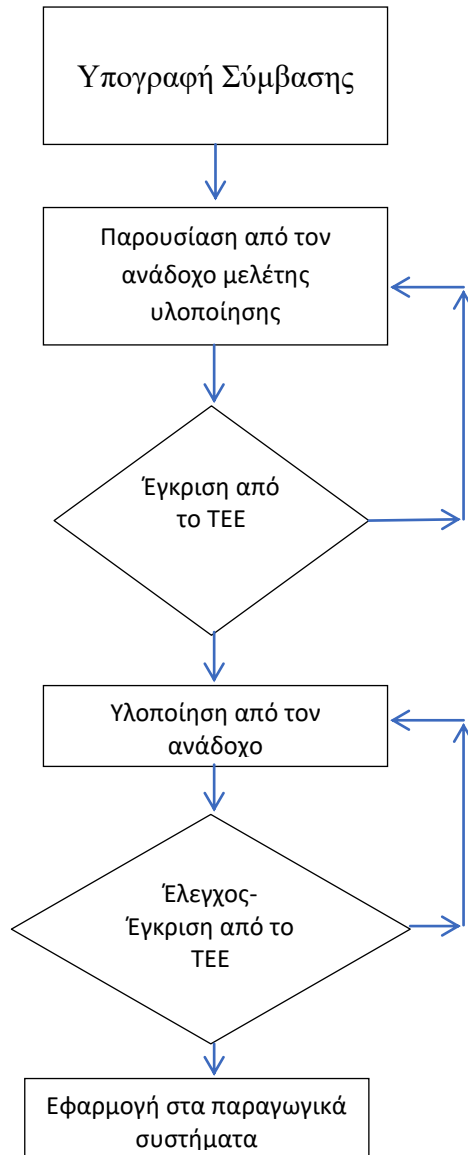 Υπογραφή Σύμβασης
Παρουσίαση από τον
ανάδοχο μελέτης
υλοποίησης
Έγκριση από
το ΤΕΕ
Υλοποίηση από τον
ανάδοχο
Έλεγχος-
Έγκριση από το
ΤΕΕ
Εφαρμογή στα παραγωγικά
συστήματα